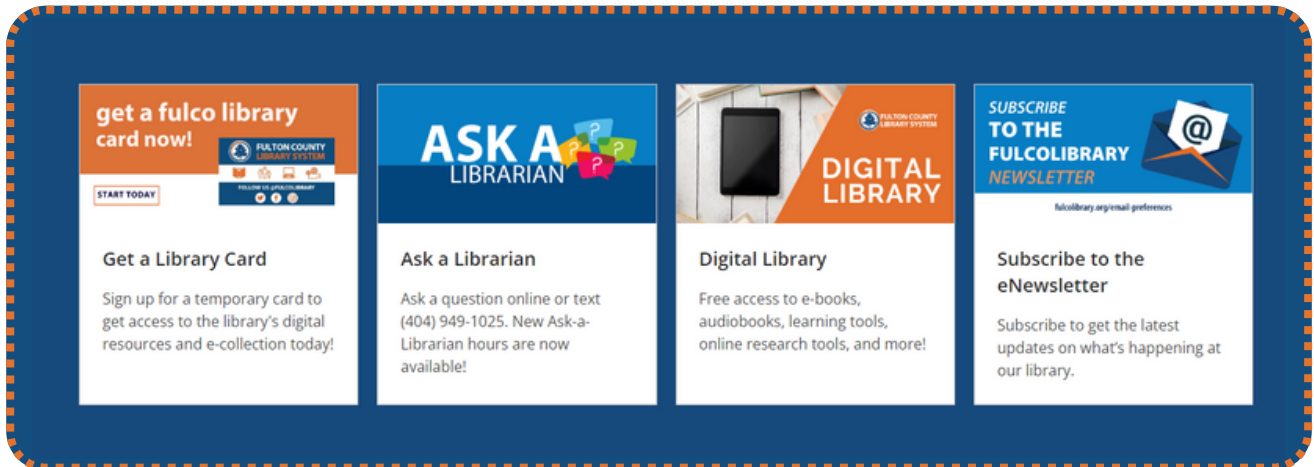 get a fulco library
card now!
FULTON COUNTY
LIBRARY SYSTEM
FOLLOW US @FULCOLIBRARY
START TODAY
Get a Library Card
Sign up for a temporary card to
get access to the library's digital
resources and e-collection today!
ASK A
LIBRARIAN
? ? ? ?
Ask a Librarian
Ask a question online or text
(404) 949-1025. New Ask-a-
Librarian hours are now
available!
FULTON COUNTY
LIBRARY SYSTEM
DIGITAL
LIBRARY
Digital Library
Free access to e-books,
audiobooks, learning tools,
online research tools, and more!
SUBSCRIBE
TO THE
FULCOLIBRARY
NEWSLETTER
@
fulcolibrary.org/email-preferences
Subscribe to the
eNewsletter
Subscribe to get the latest
updates on what's happening at
our library.